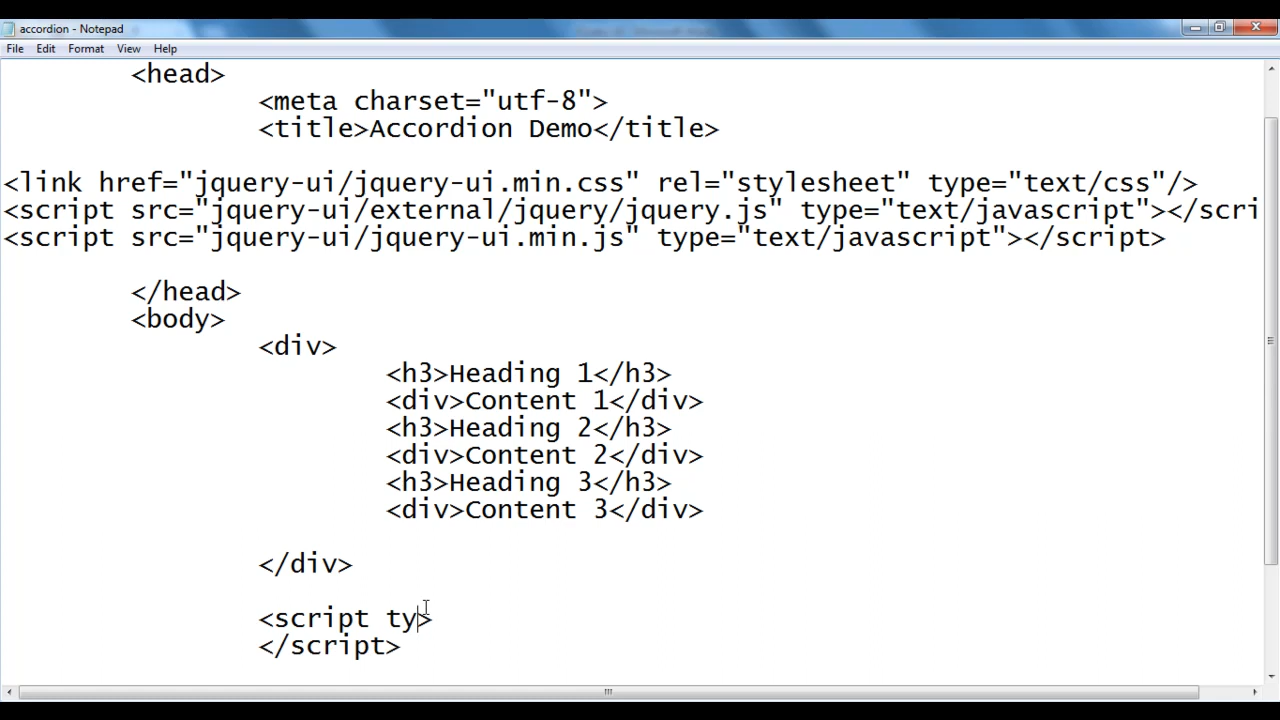 accordion - Notepad
File Edit Format View Help
<head>
<meta charset="utf-8">
<title>Accordion Demo</title>
<link href="jquery-ui/jquery-ui.min.css" rel="stylesheet" type="text/css"/>
<script src="jquery-ui/external/jquery/jquery.js" type="text/javascript"></scri
<script src="jquery-ui/jquery-ui.min.js" type="text/javascript"></script>
</head>
<body>
<div>
<h3>Heading 1</h3>
<div>Content 1</div>
<h3>Heading 2</h3>
<div>Content 2</div>
<h3>Heading 3</h3>
<div>Content 3</div>
</div>
<script ty>
</script>